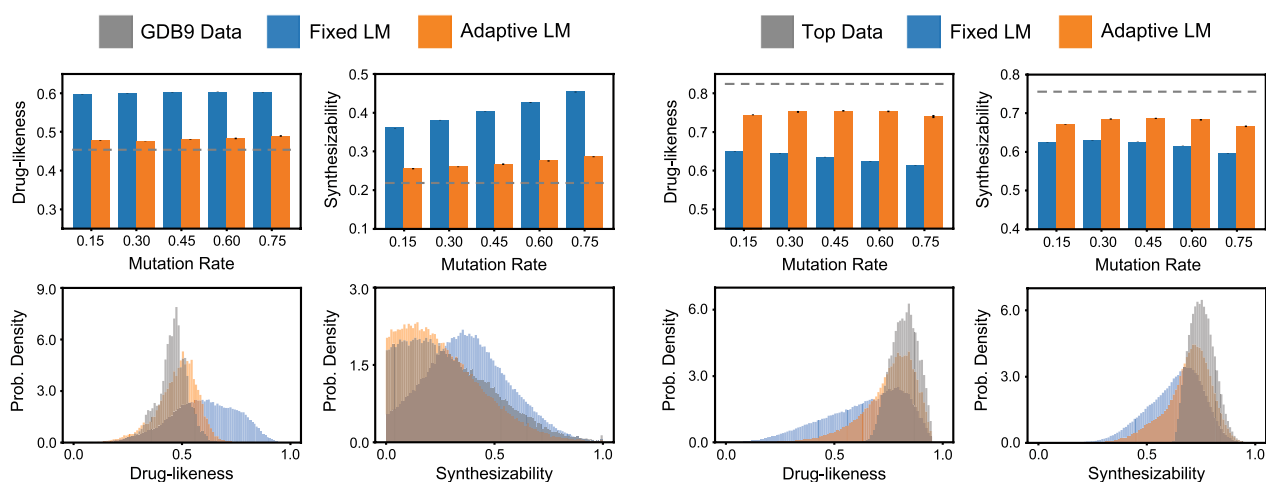 GDB9 Data Fixed LM Adaptive LM
Top Data Fixed LM Adaptive LM
Drug-likeness
0.6
0.5
0.4
0.3
0.15 0.30 0.45 0.60 0.75
Mutation Rate
Synthesizability
0.5
0.4
0.3
0.2
0.1
0.15 0.30 0.45 0.60 0.75
Mutation Rate
Drug-likeness
0.8
0.7
0.6
0.5
0.15 0.30 0.45 0.60 0.75
Mutation Rate
Synthesizability
0.8
0.7
0.6
0.5
0.4
0.15 0.30 0.45 0.60 0.75
Mutation Rate
Prob. Density
9.0
6.0
3.0
0.0
0.0 0.5 1.0
Drug-likeness
Prob. Density
3.0
1.5
0.0
0.0 0.5 1.0
Synthesizability
Prob. Density
6.0
3.0
0.0
0.0 0.5 1.0
Drug-likeness
Prob. Density
6.0
3.0
0.0
0.0 0.5 1.0
Synthesizability